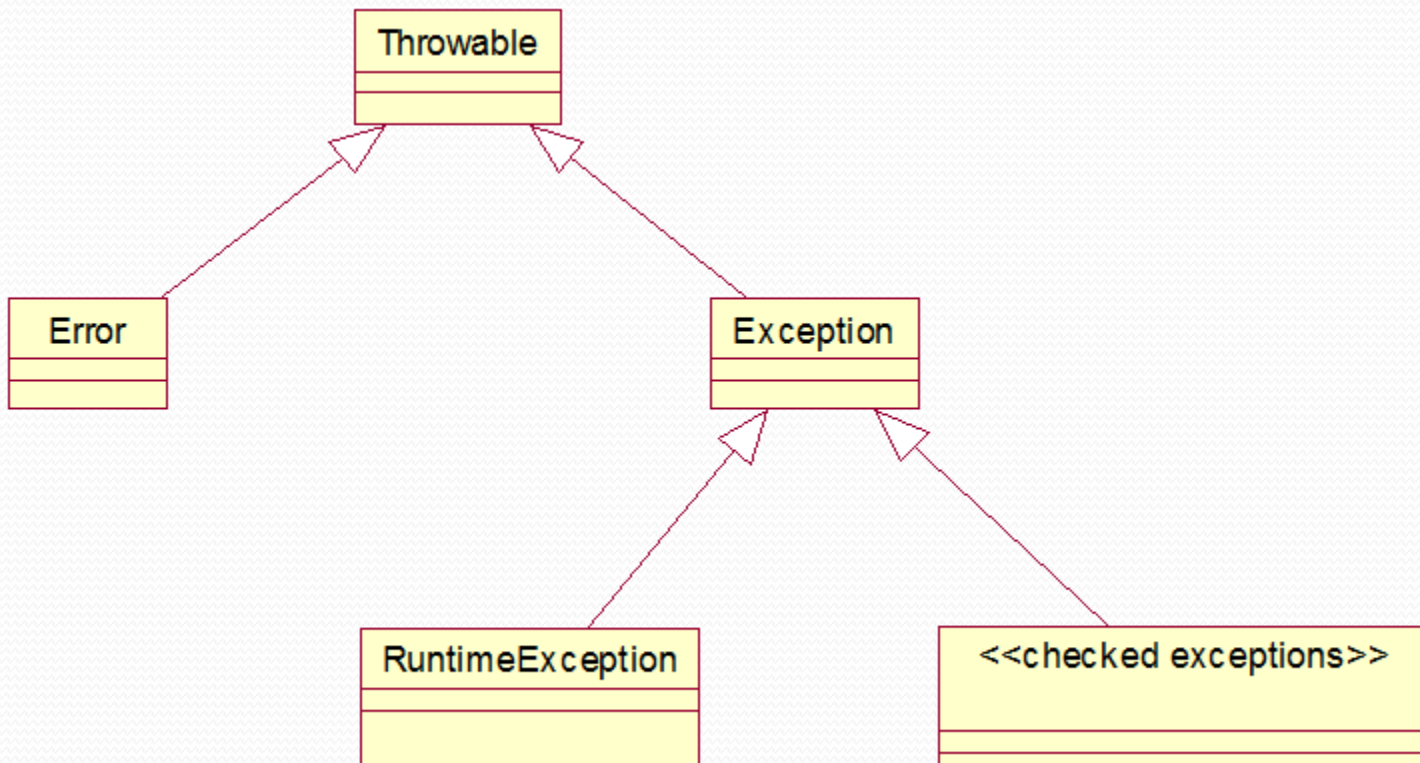 Throwable
Error
Exception
RuntimeException
<<checked exceptions>>